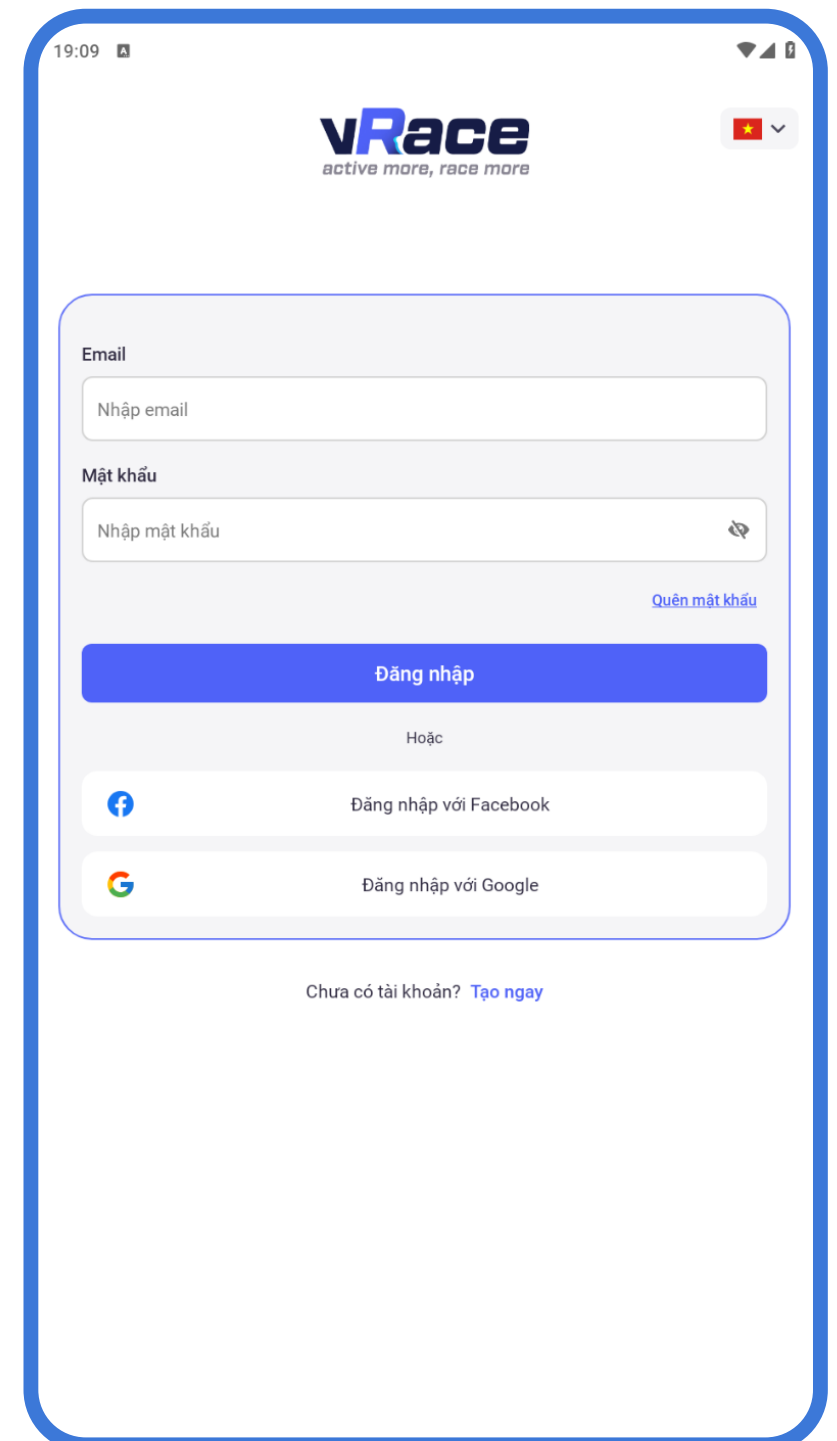 19:09
vRace
active more, race more
Email
Nhập email
Mật khẩu
Nhập mật khẩu
Quên mật khẩu
Đăng nhập
Hoặc
Đăng nhập với Facebook
Đăng nhập với Google
Chưa có tài khoản? Tạo ngay